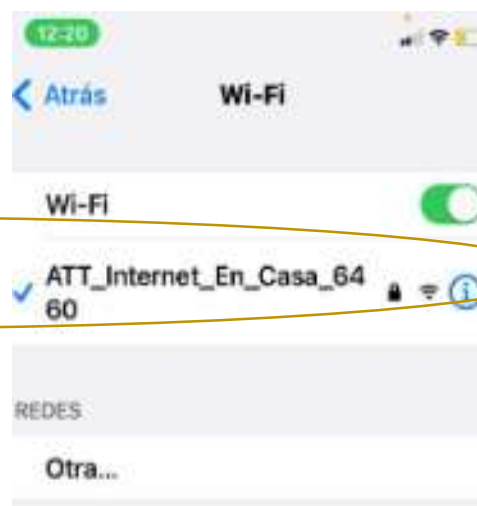 12:20
Atrás Wi-Fi
Wi-Fi
ATT_Internet_En_Casa_64
60
REDES
Otra...